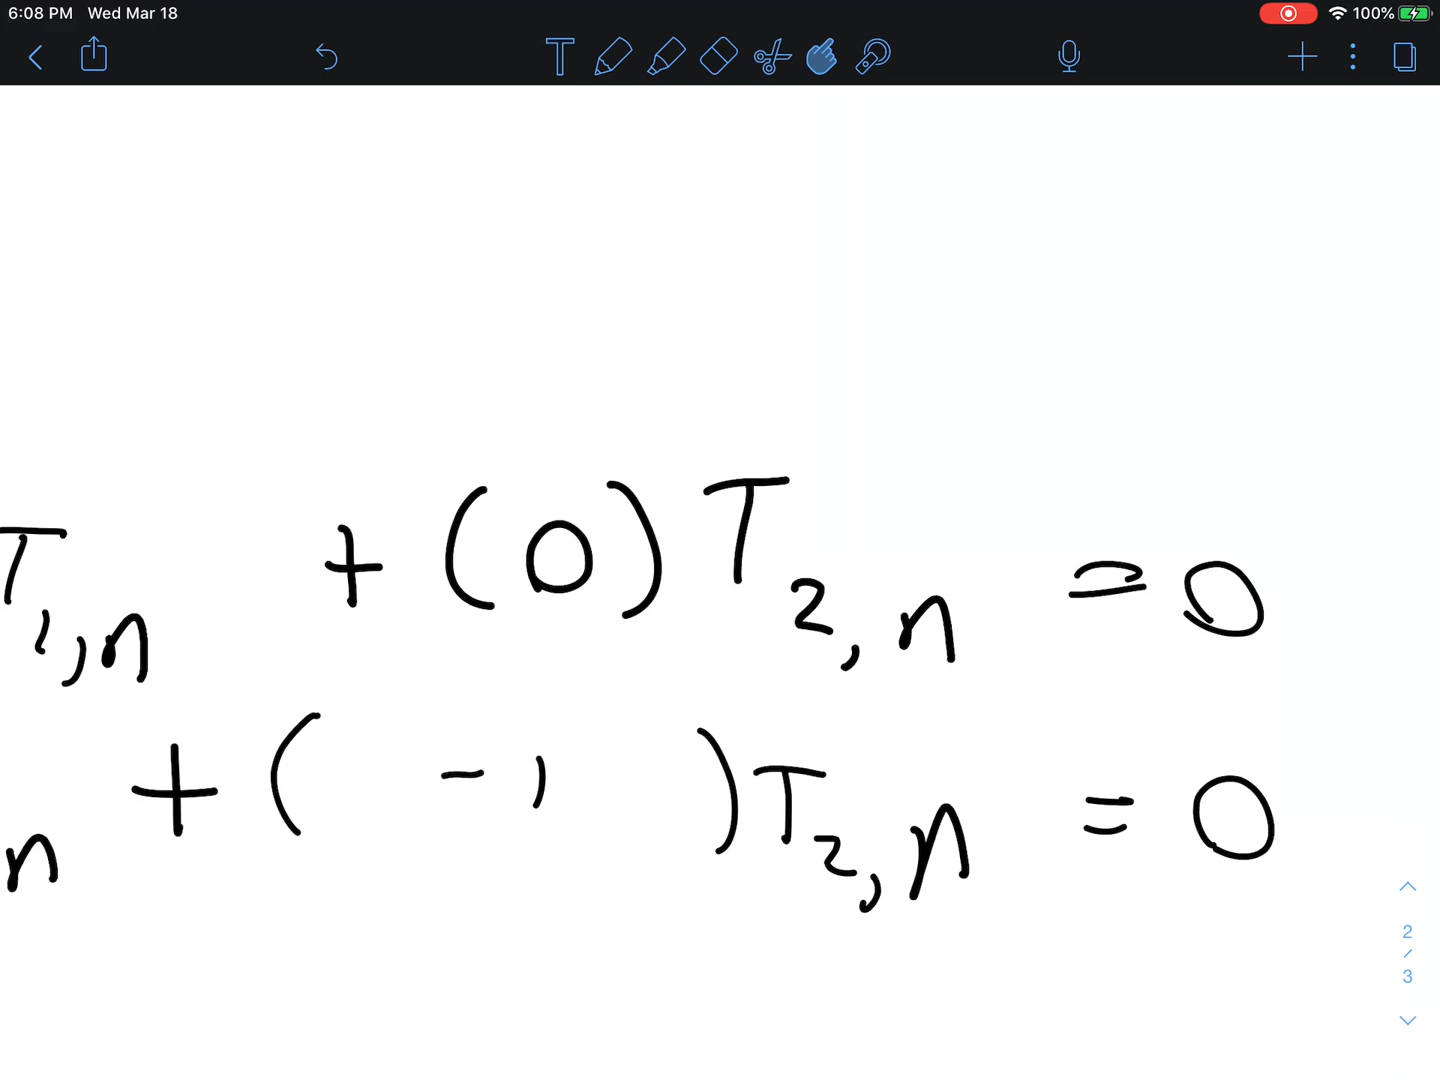 6:08 PM Wed Mar 18 100%
T
T₁,ₙ + (0) T₂,ₙ = 0
n + ( -1 ) T₂,ₙ = 0
2
/
3